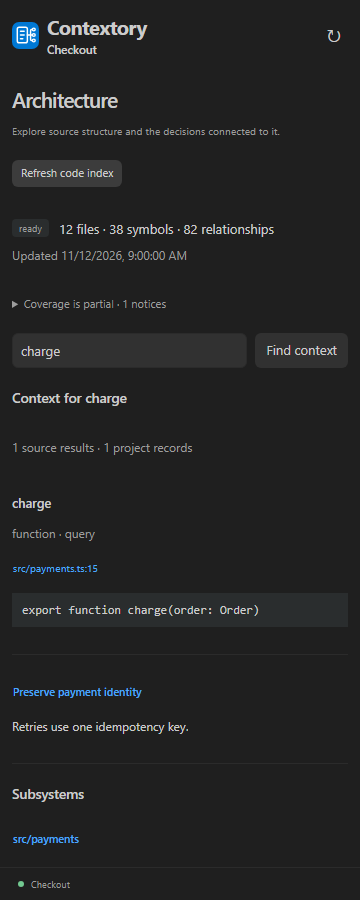 Contextory
Checkout
Architecture
Explore source structure and the decisions connected to it.
Refresh code index
ready 12 files · 38 symbols · 82 relationships
Updated 11/12/2026, 9:00:00 AM
Coverage is partial · 1 notices
charge Find context
Context for charge
1 source results · 1 project records
charge
function · query
src/payments.ts:15
export function charge(order: Order)
Preserve payment identity
Retries use one idempotency key.
Subsystems
src/payments
Checkout